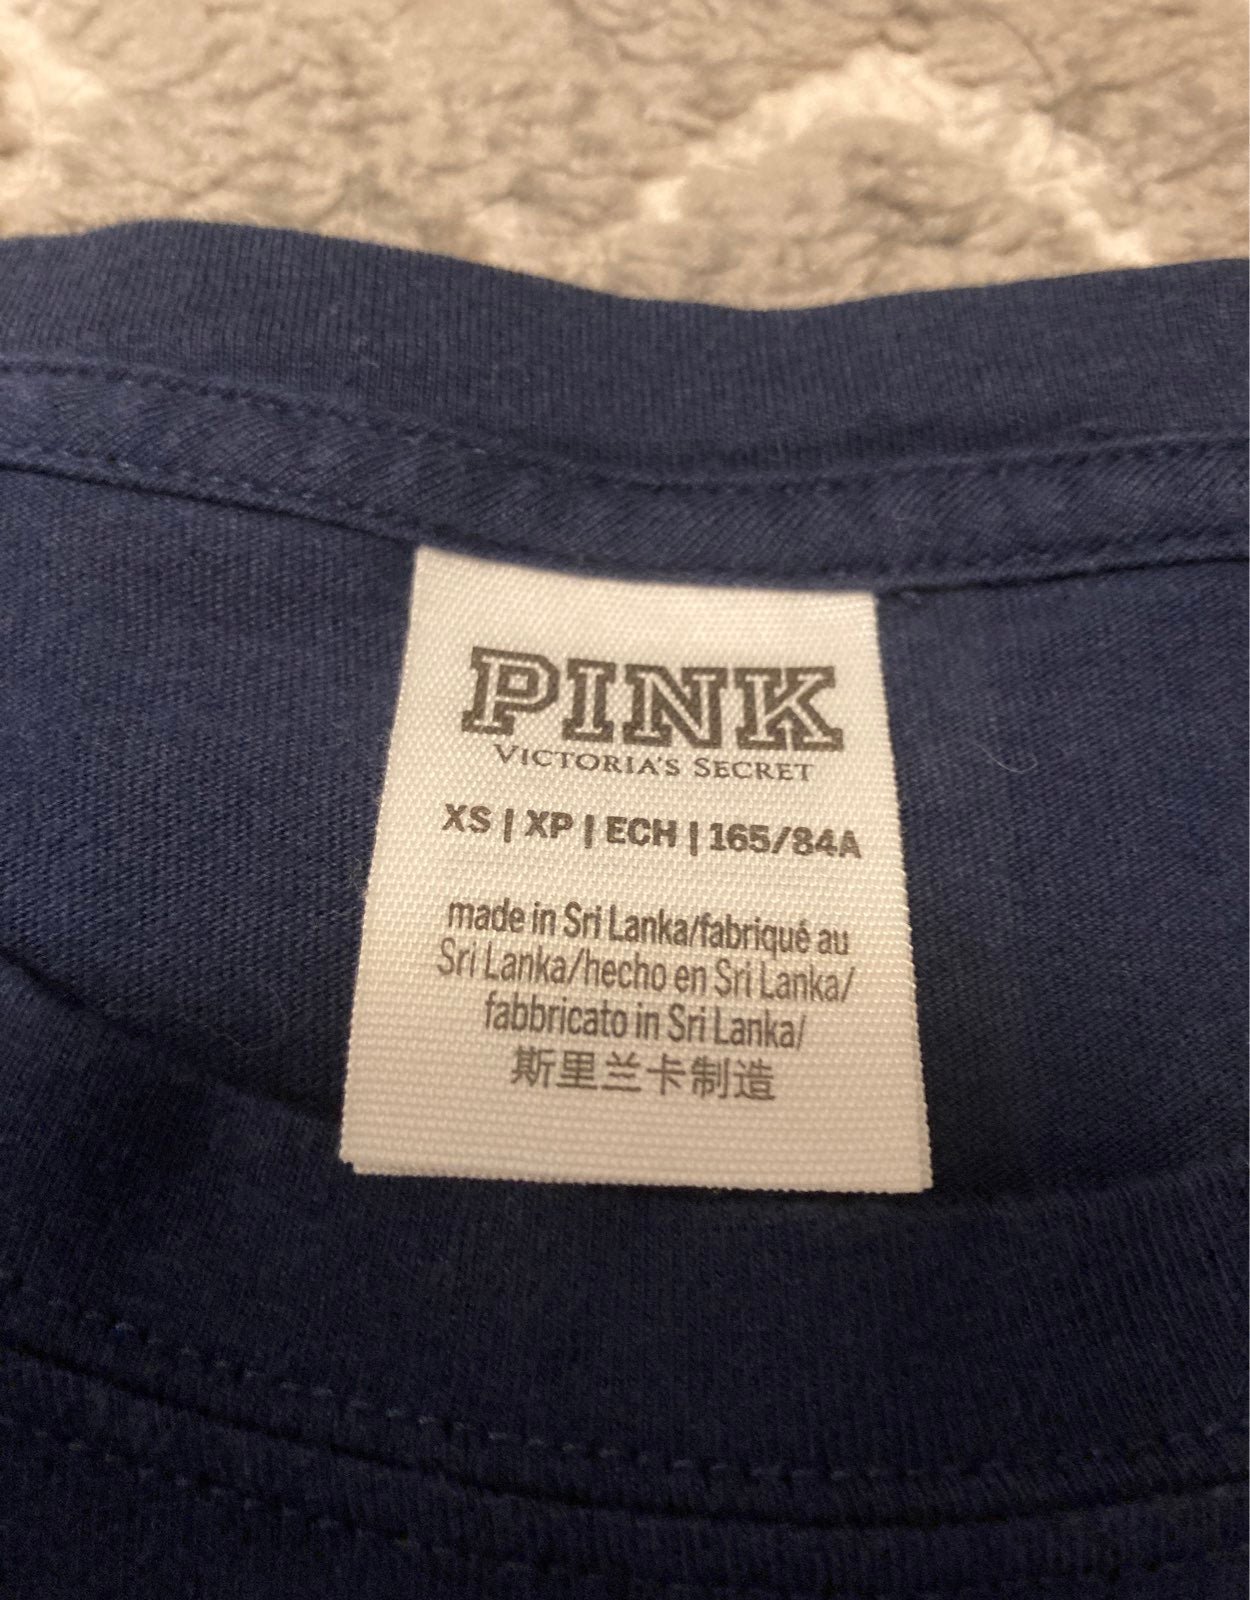 PINK
VICTORIA'S SECRET
XS | XP | ECH | 165/84A
made in Sri Lanka/fabriqué au
Sri Lanka/hecho en Sri Lanka/
fabbricato in Sri Lanka/
斯里兰卡制造